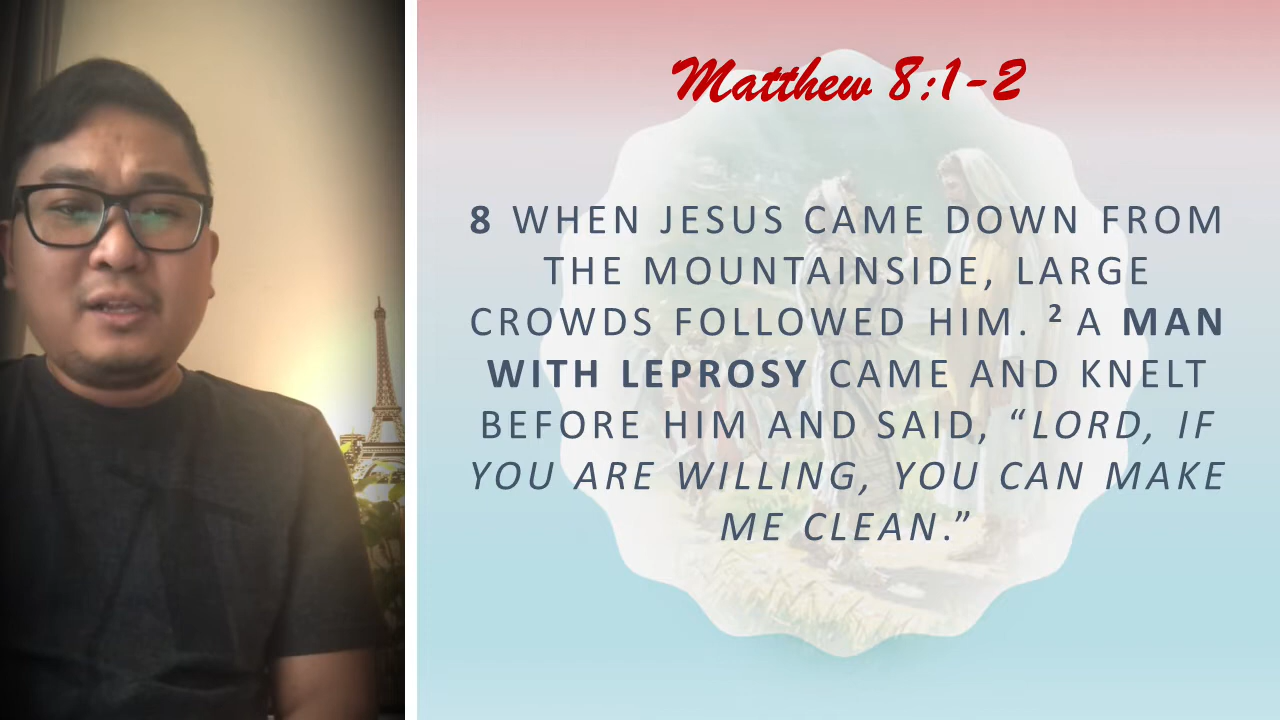 Matthew 8:1-2
8 WHEN JESUS CAME DOWN FROM
THE MOUNTAINSIDE, LARGE
CROWDS FOLLOWED HIM. ² A MAN
WITH LEPROSY CAME AND KNELT
BEFORE HIM AND SAID, “LORD, IF
YOU ARE WILLING, YOU CAN MAKE
ME CLEAN.”